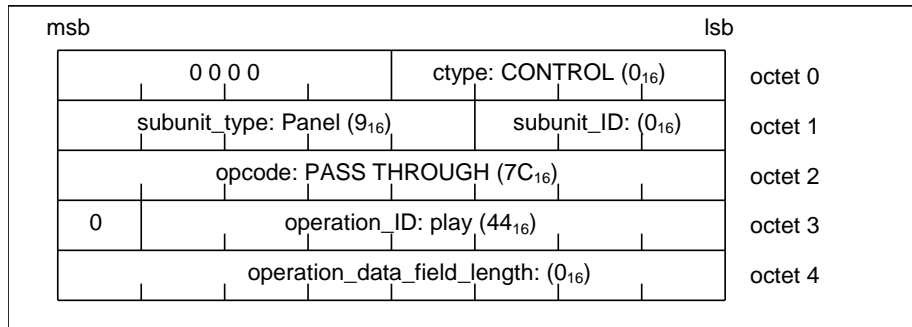 msb lsb
0 0 0 0 ctype: CONTROL (0₁₆) octet 0
subunit_type: Panel (9₁₆) subunit_ID: (0₁₆) octet 1
opcode: PASS THROUGH (7C₁₆) octet 2
0 operation_ID: play (44₁₆) octet 3
operation_data_field_length: (0₁₆) octet 4